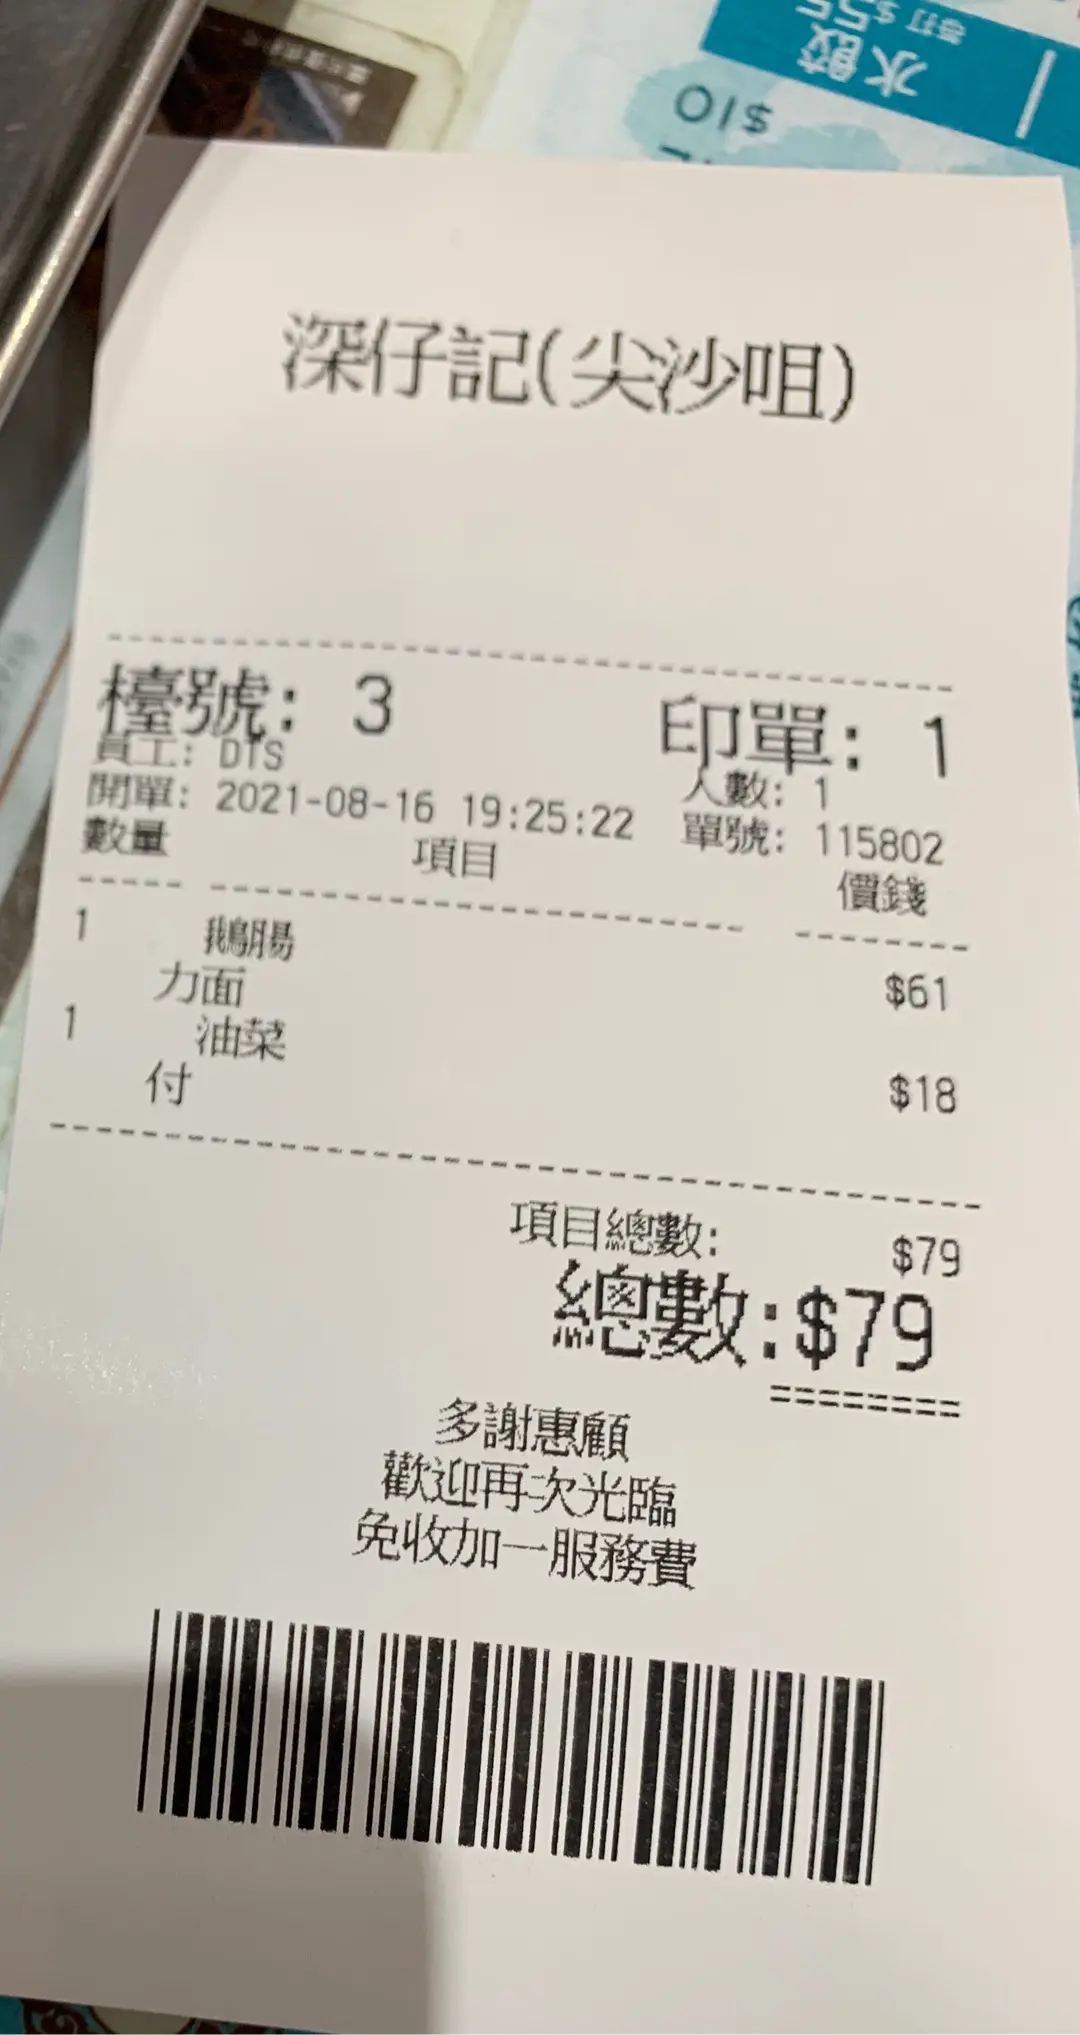 水餃
每打 $55
$10
深仔記(尖沙咀)
檯號: 3 印單: 1
員工: DTS 人數: 1
開單: 2021-08-16 19:25:22 單號: 115802
數量 項目 價錢
1 鵝腸 $61
力面
1 油菜 $18
付
項目總數: $79
總數:$79
========
多謝惠顧
歡迎再次光臨
免收加一服務費